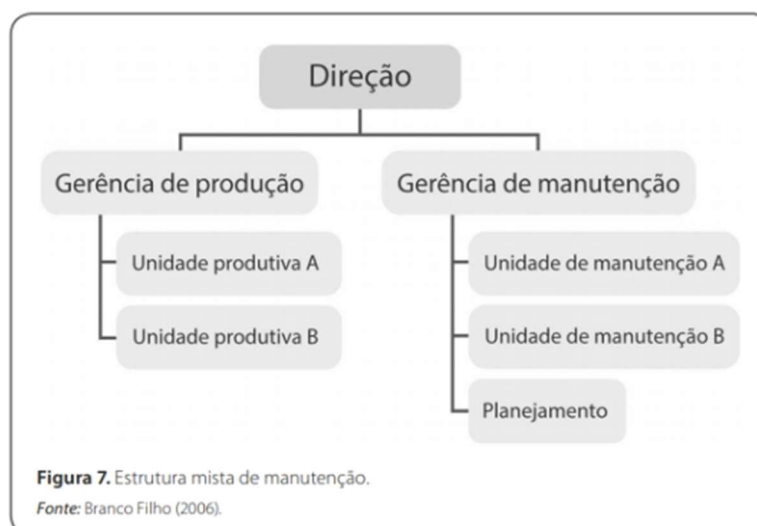 Direção
Gerência de produção
Unidade produtiva A
Unidade produtiva B
Gerência de manutenção
Unidade de manutenção A
Unidade de manutenção B
Planejamento
Figura 7. Estrutura mista de manutenção.
Fonte: Branco Filho (2006).